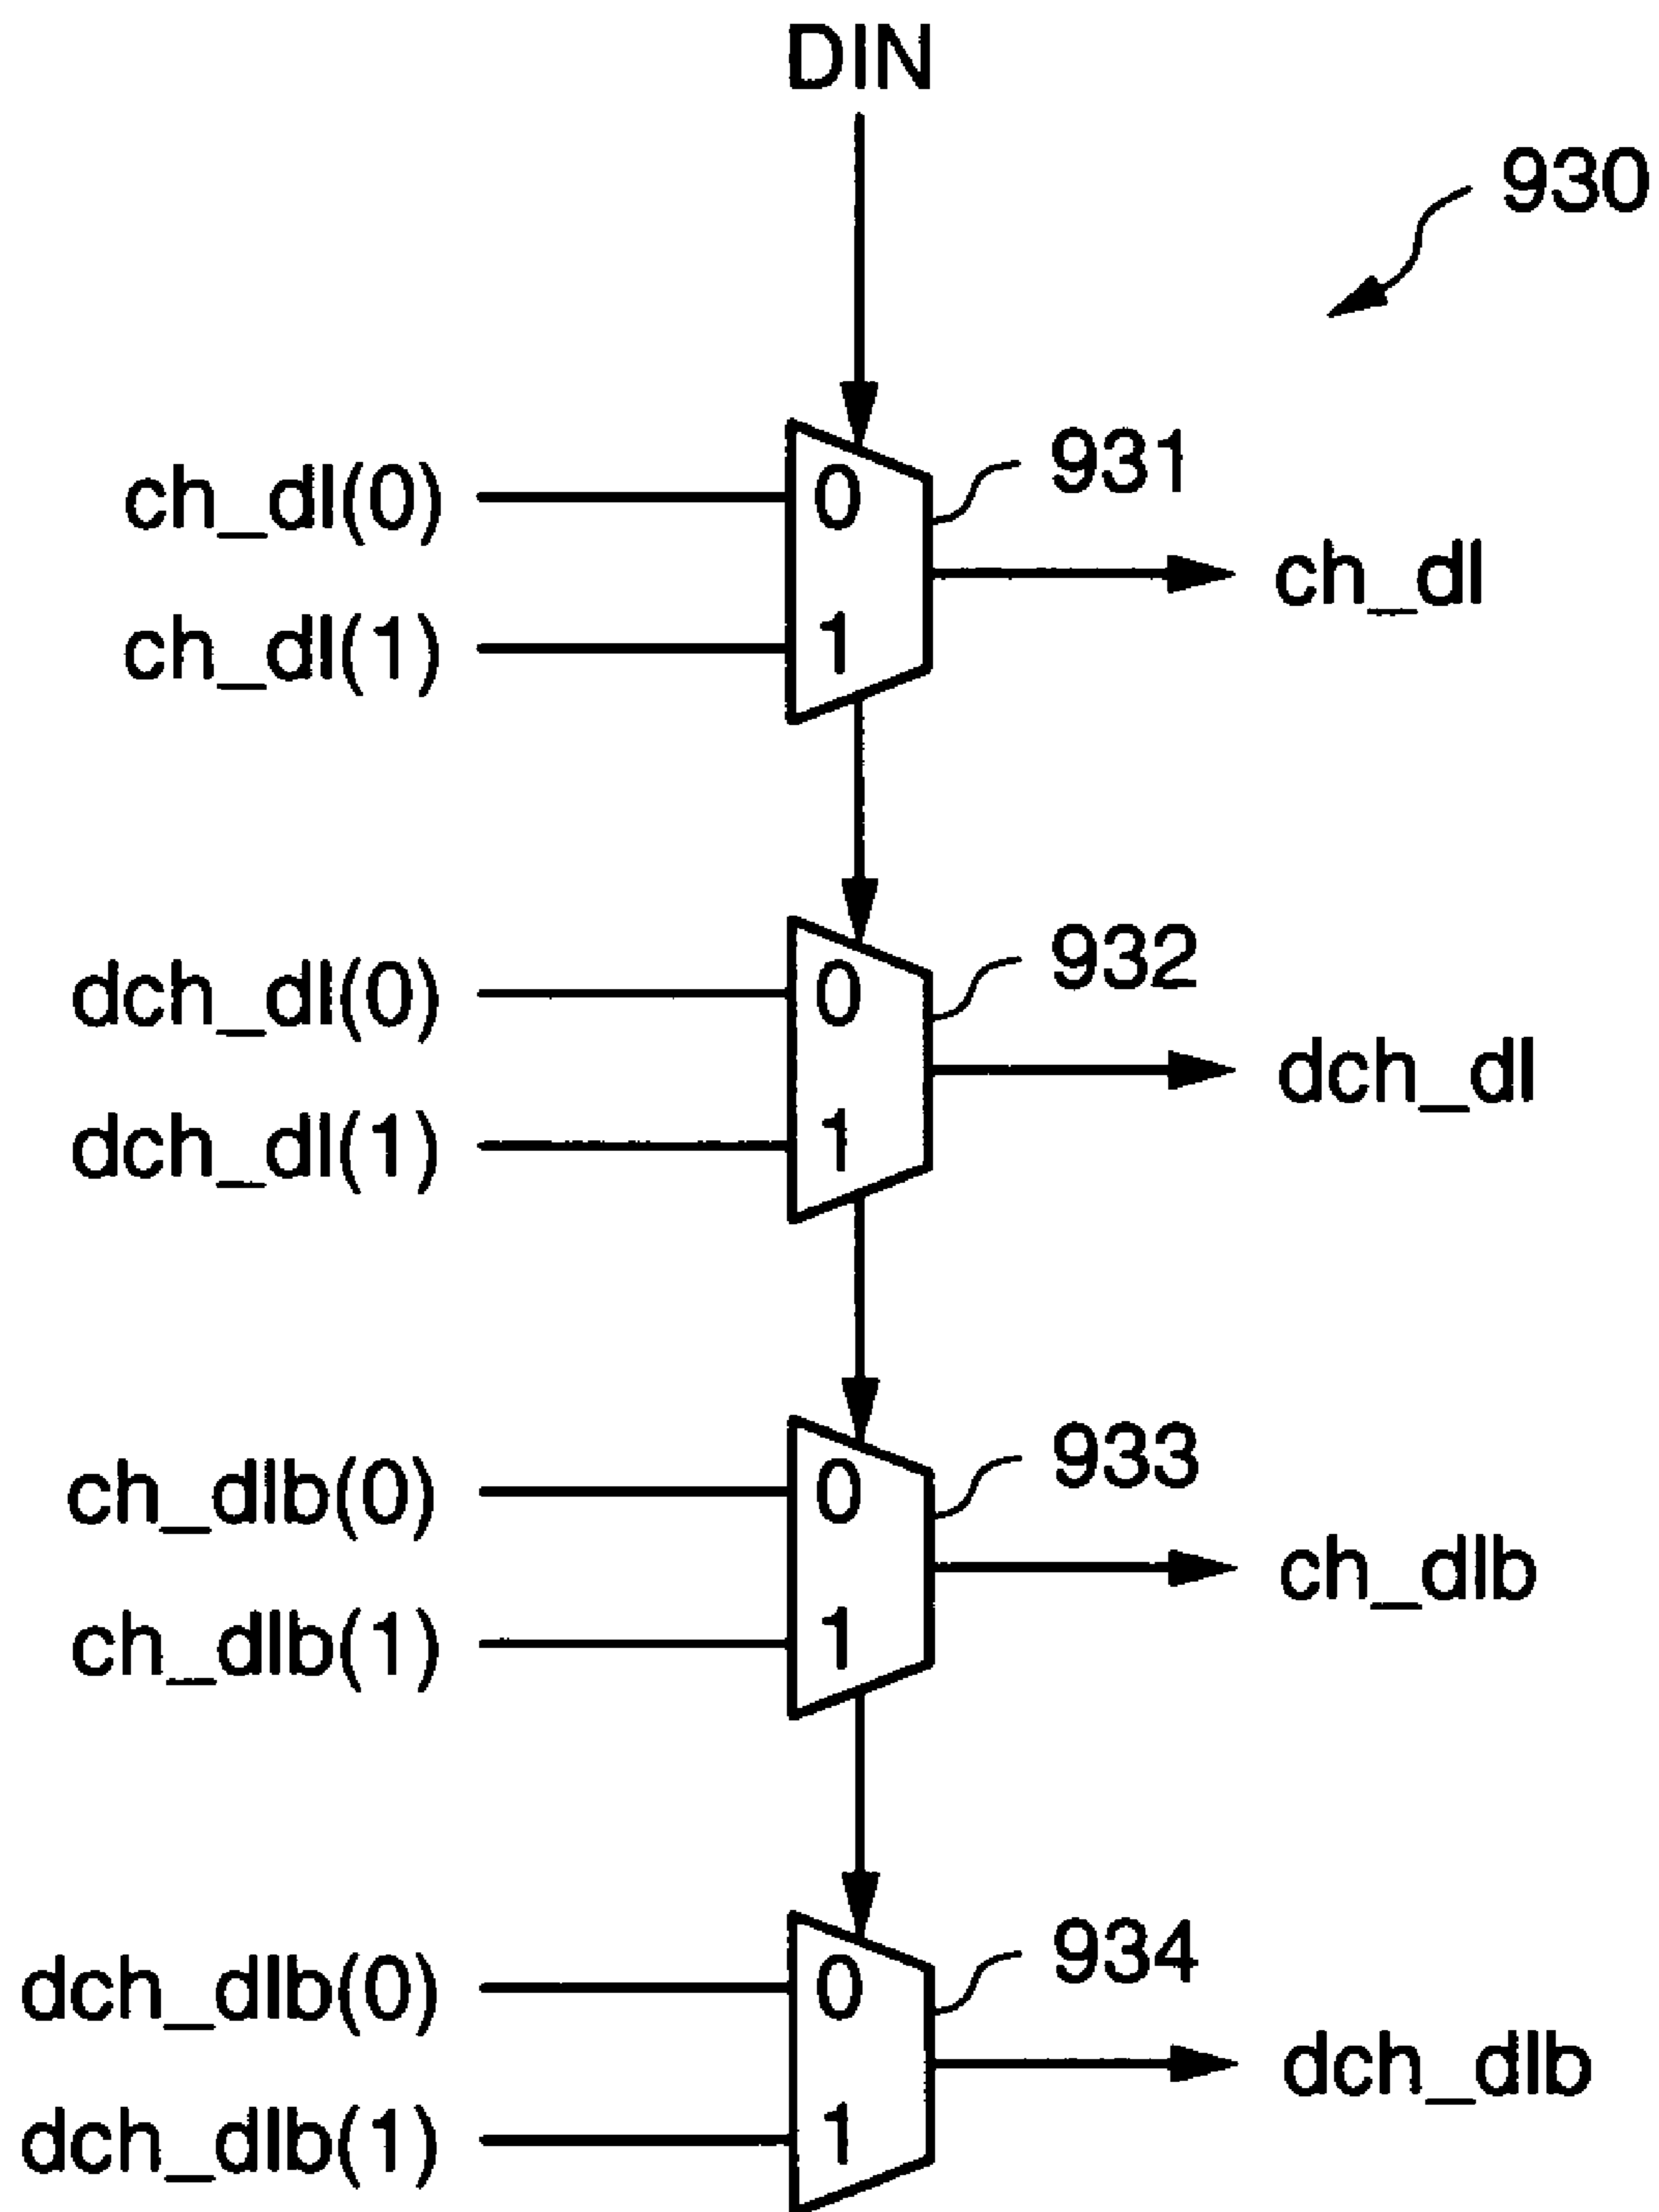 DIN
930
931
ch_dl(0)
0
ch_dl
ch_dl(1)
1
932
dch_dl(0)
0
dch_dl
dch_dl(1)
1
933
ch_dlb(0)
0
ch_dlb
ch_dlb(1)
1
934
dch_dlb(0)
0
dch_dlb
dch_dlb(1)
1